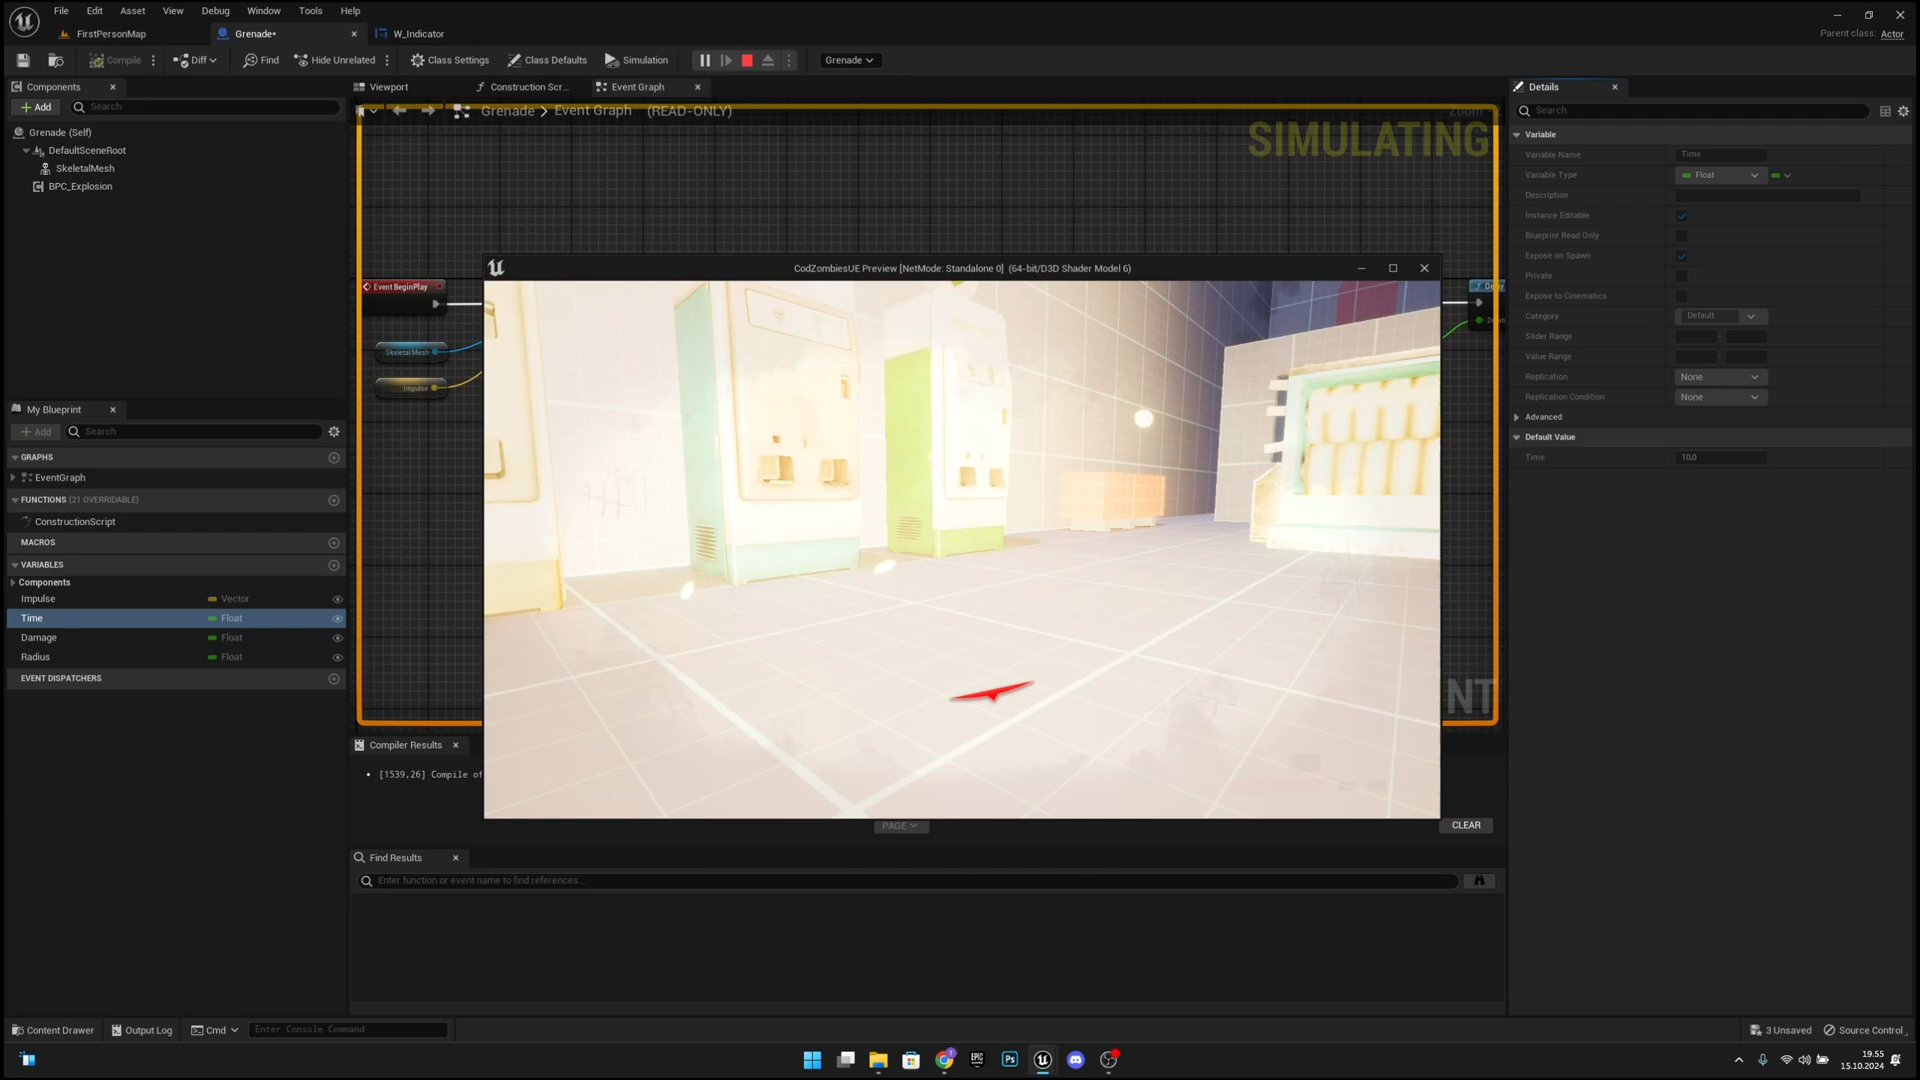 File Edit Asset View Debug Window Tools Help
FirstPersonMap
Grenade•
W_Indicator
Parent class: Actor
Compile
Diff
Find
Hide Unrelated
Class Settings
Class Defaults
Simulation
Grenade
Components
Viewport
Construction Scr...
Event Graph
Details
Add
Search
Grenade > Event Graph (READ-ONLY)
Search
SIMULATING
Grenade (Self)
DefaultSceneRoot
SkeletalMesh
BPC_Explosion
Variable
Variable Name
Time
Variable Type
Float
Description
Instance Editable
Blueprint Read Only
Expose on Spawn
Private
Expose to Cinematics
Category
Default
Slider Range
Value Range
Replication
None
Replication Condition
None
Advanced
Default Value
Time
10,0
CodZombiesUE Preview [NetMode: Standalone 0] (64-bit/D3D Shader Model 6)
Event BeginPlay
Skeletal Mesh
Impulse
My Blueprint
Add
Search
GRAPHS
EventGraph
FUNCTIONS (21 OVERRIDABLE)
ConstructionScript
MACROS
VARIABLES
Components
Impulse Vector
Time Float
Damage Float
Radius Float
EVENT DISPATCHERS
NT
Compiler Results
[1539,26] Compile of
PAGE
CLEAR
Find Results
Enter function or event name to find references...
Content Drawer
Output Log
Cmd
Enter Console Command
3 Unsaved
Source Control
EPIC
Ps
19.55
15.10.2024